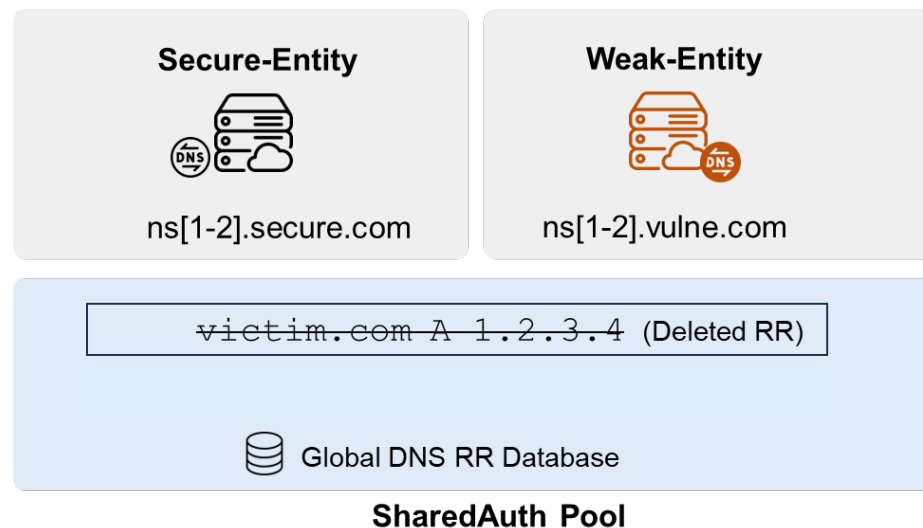 Secure-Entity
DNS
ns[1-2].secure.com
Weak-Entity
DNS
ns[1-2].vulne.com
victim.com A 1.2.3.4 (Deleted RR)
Global DNS RR Database
SharedAuth Pool